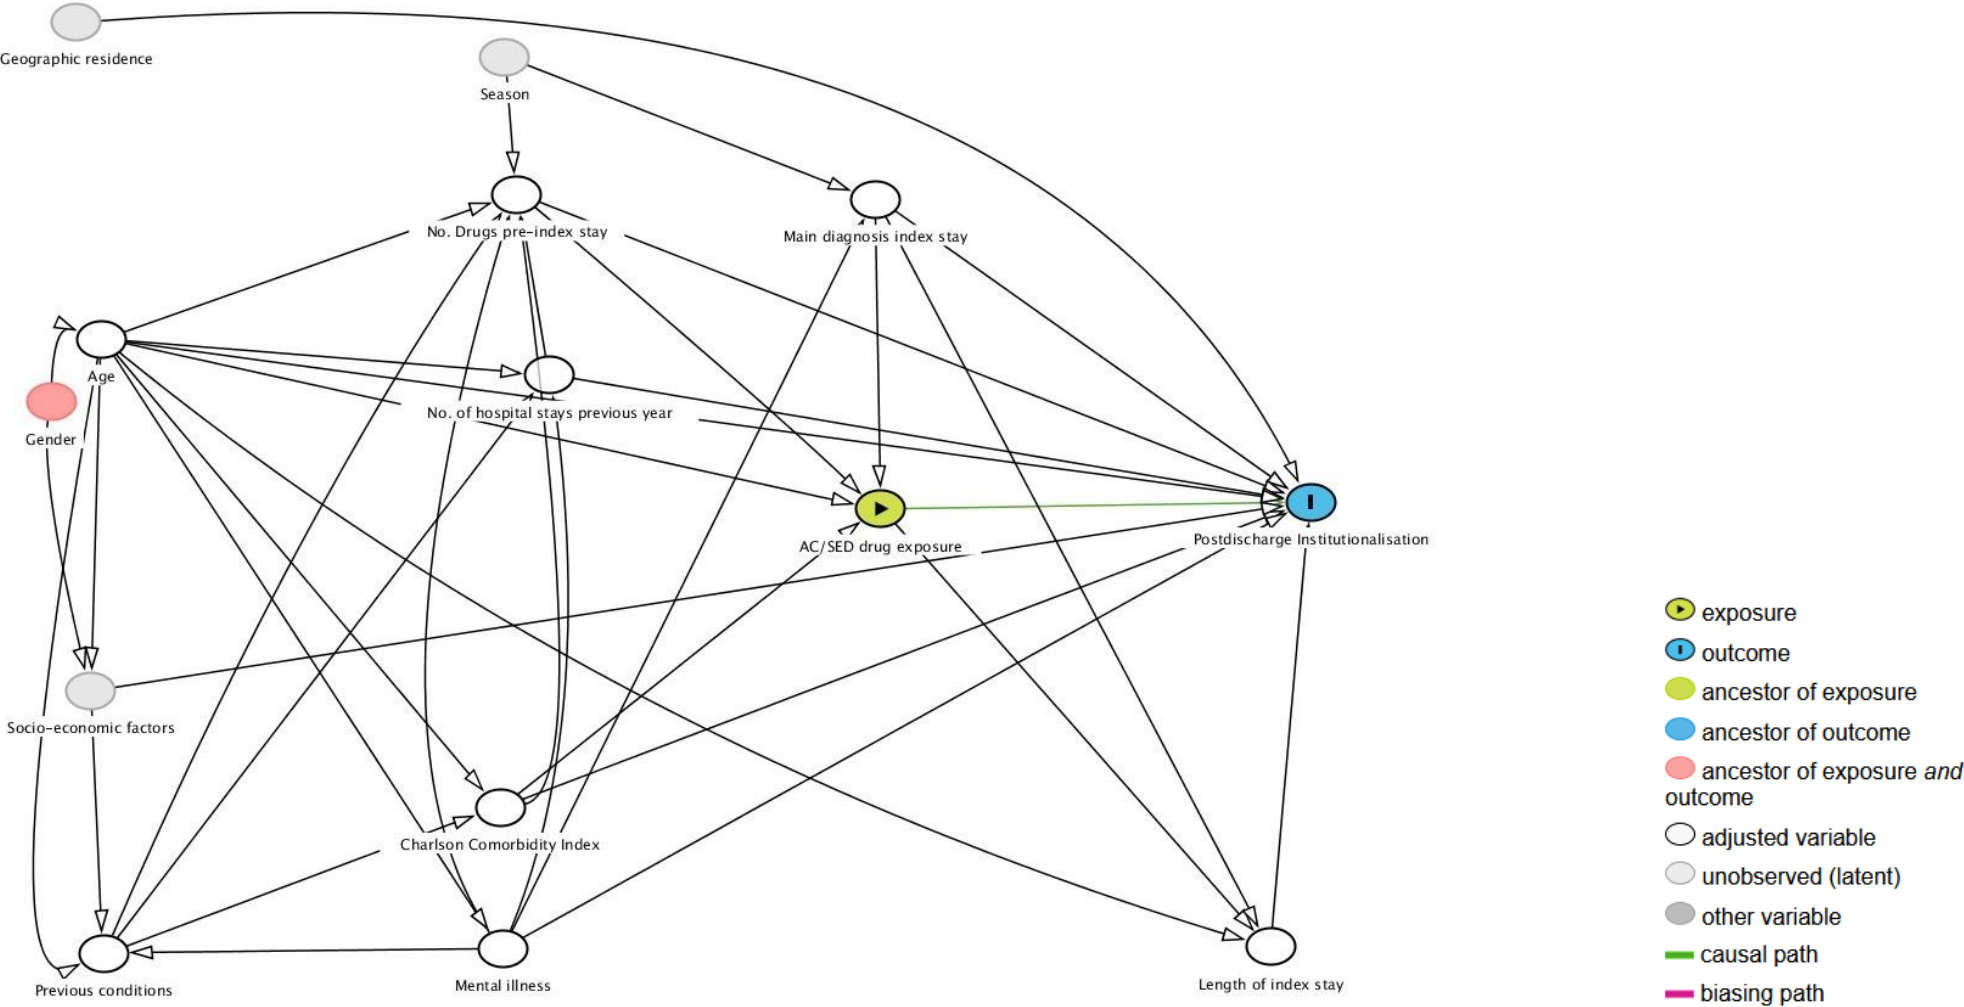 Geographic residence
Season
No. Drugs pre-index stay
Main diagnosis index stay
Age
No. of hospital stays previous year
Gender
AC/SED drug exposure
Postdischarge Institutionalisation
Socio-economic factors
Charlson Comorbidity Index
Previous conditions
Mental illness
Length of index stay
exposure
outcome
ancestor of exposure
ancestor of outcome
ancestor of exposure and
outcome
adjusted variable
unobserved (latent)
other variable
causal path
biasing path